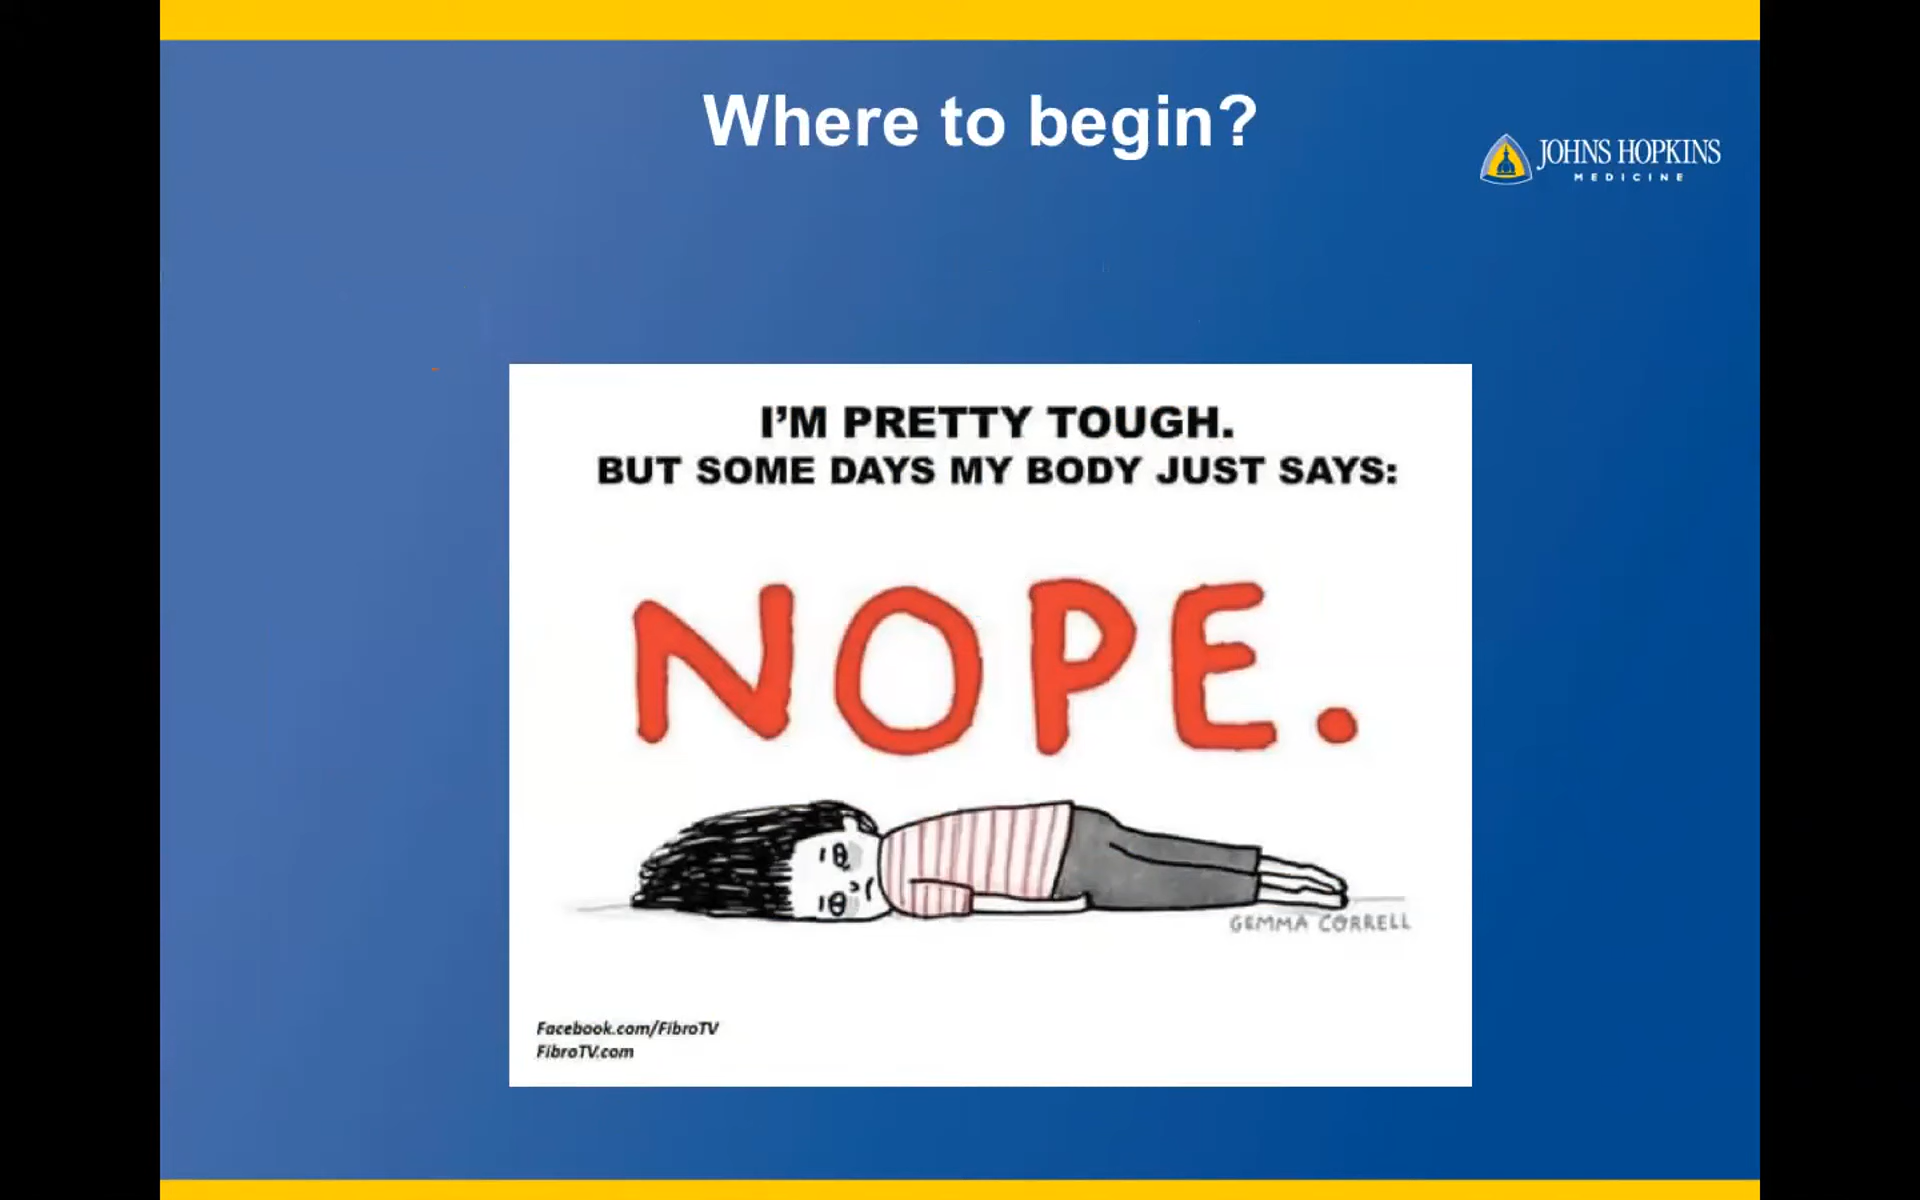 Where to begin?
JOHNS HOPKINS
MEDICINE
I'M PRETTY TOUGH.
BUT SOME DAYS MY BODY JUST SAYS:
NOPE.
GEMMA CORRELL
Facebook.com/FibroTV
FibroTV.com